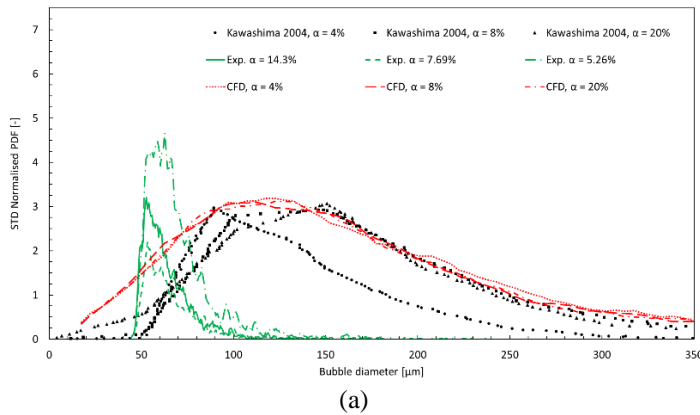 7
6
5
4
3
2
1
0
STD Normalised PDF [-]
Kawashima 2004, α = 4%
Kawashima 2004, α = 8%
Kawashima 2004, α = 20%
Exp. α = 14.3%
Exp. α = 7.69%
Exp. α = 5.26%
CFD, α = 4%
CFD, α = 8%
CFD, α = 20%
0 50 100 150 200 250 300 350
Bubble diameter [µm]
(a)